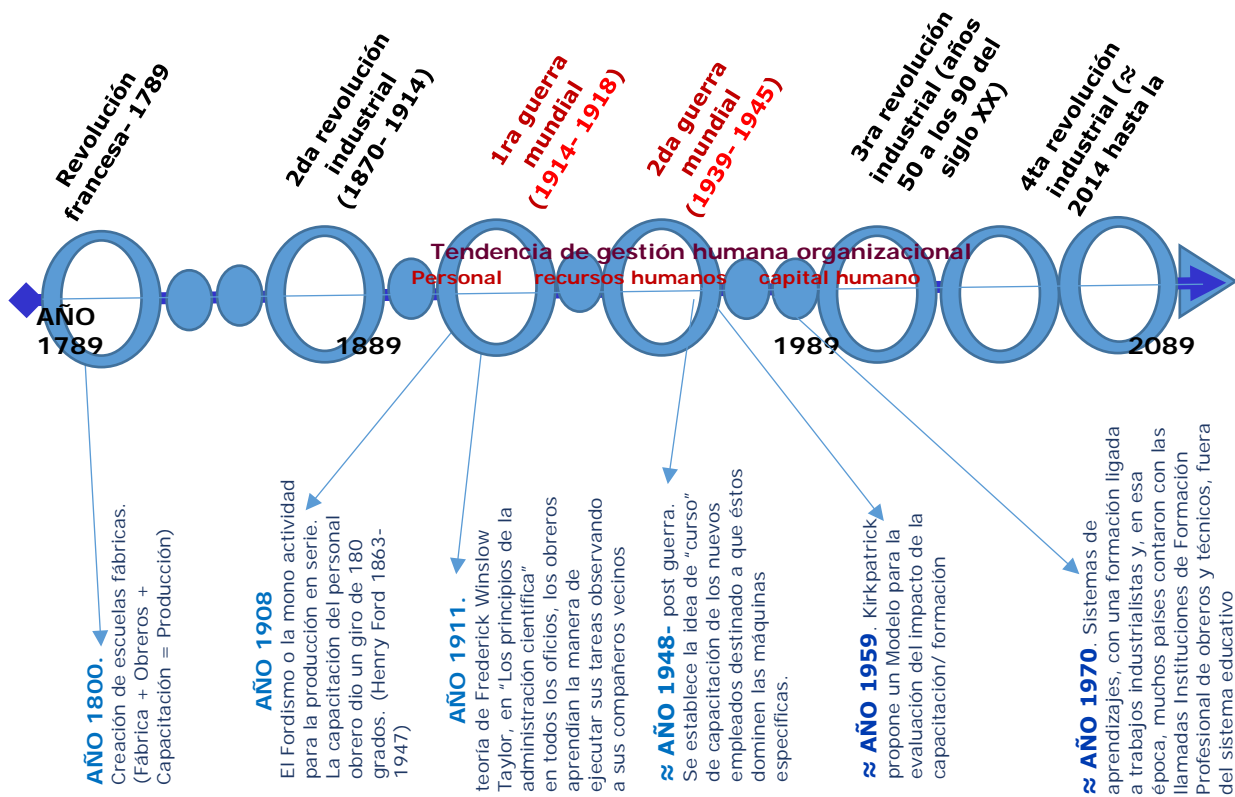 Revolución
francesa- 1789
2da revolución
industrial
(1870- 1914)
1ra guerra
mundial
(1914- 1918)
2da guerra
mundial
(1939- 1945)
3ra revolución
industrial (años
50 a los 90 del
siglo XX)
4ta revolución
industrial (≈
2014 hasta la
Tendencia de gestión humana organizacional
Personal recursos humanos capital humano
AÑO
1789
1889
1989
2089
AÑO 1800.
Creación de escuelas fábricas.
(Fábrica + Obreros +
Capacitación = Producción)
AÑO 1908
El Fordismo o la mono actividad
para la producción en serie.
La capacitación del personal
obrero dio un giro de 180
grados. (Henry Ford 1863-
1947)
AÑO 1911.
teoría de Frederick Winslow
Taylor, en "Los principios de la
administración científica"
en todos los oficios, los obreros
aprendían la manera de
ejecutar sus tareas observando
a sus compañeros vecinos
≈ AÑO 1948- post guerra.
Se establece la idea de "curso"
de capacitación de los nuevos
empleados destinado a que éstos
dominen las máquinas
específicas.
≈ AÑO 1959. Kirkpatrick
propone un Modelo para la
evaluación del impacto de la
capacitación/ formación
≈ AÑO 1970. Sistemas de
aprendizajes, con una formación ligada
a trabajos industrialistas y, en esa
época, muchos países contaron con las
llamadas Instituciones de Formación
Profesional de obreros y técnicos, fuera
del sistema educativo